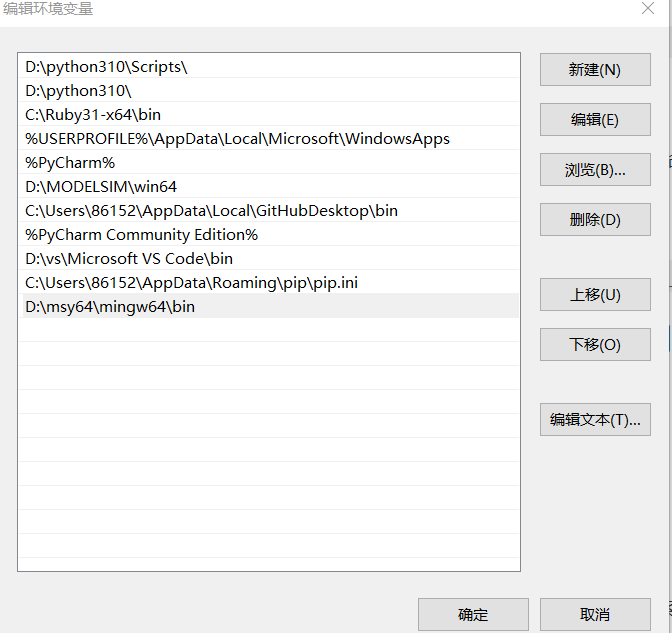 编辑环境变量
D:\python310\Scripts\
D:\python310\
C:\Ruby31-x64\bin
%USERPROFILE%\AppData\Local\Microsoft\WindowsApps
%PyCharm%
D:\MODELSIM\win64
C:\Users\86152\AppData\Local\GitHubDesktop\bin
%PyCharm Community Edition%
D:\vs\Microsoft VS Code\bin
C:\Users\86152\AppData\Roaming\pip\pip.ini
D:\msy64\mingw64\bin
新建(N)
编辑(E)
浏览(B)...
删除(D)
上移(U)
下移(O)
编辑文本(T)...
确定
取消